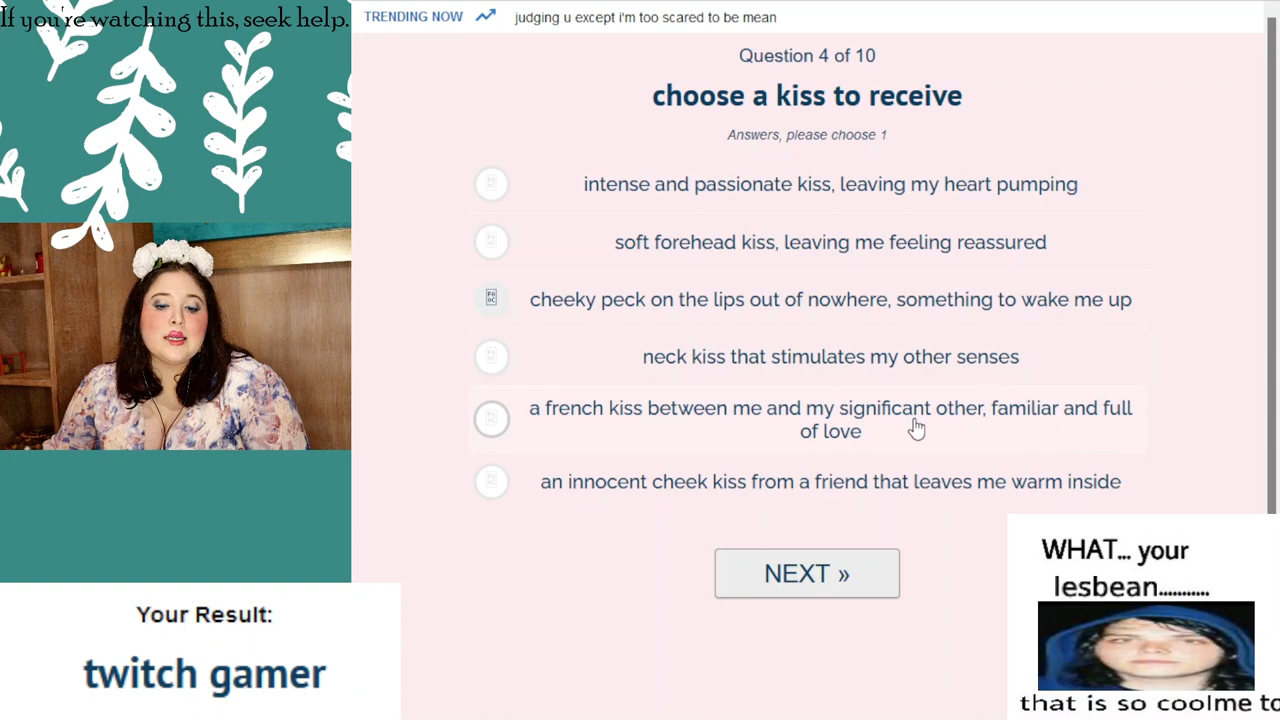 If you're watching this, seek help.
TRENDING NOW
judging u except i'm too scared to be mean
Question 4 of 10
choose a kiss to receive
Answers, please choose 1
intense and passionate kiss, leaving my heart pumping
soft forehead kiss, leaving me feeling reassured
cheeky peck on the lips out of nowhere, something to wake me up
neck kiss that stimulates my other senses
a french kiss between me and my significant other, familiar and full
of love
an innocent cheek kiss from a friend that leaves me warm inside
NEXT »
Your Result:
twitch gamer
WHAT... your
lesbean...........
that is so coolme to